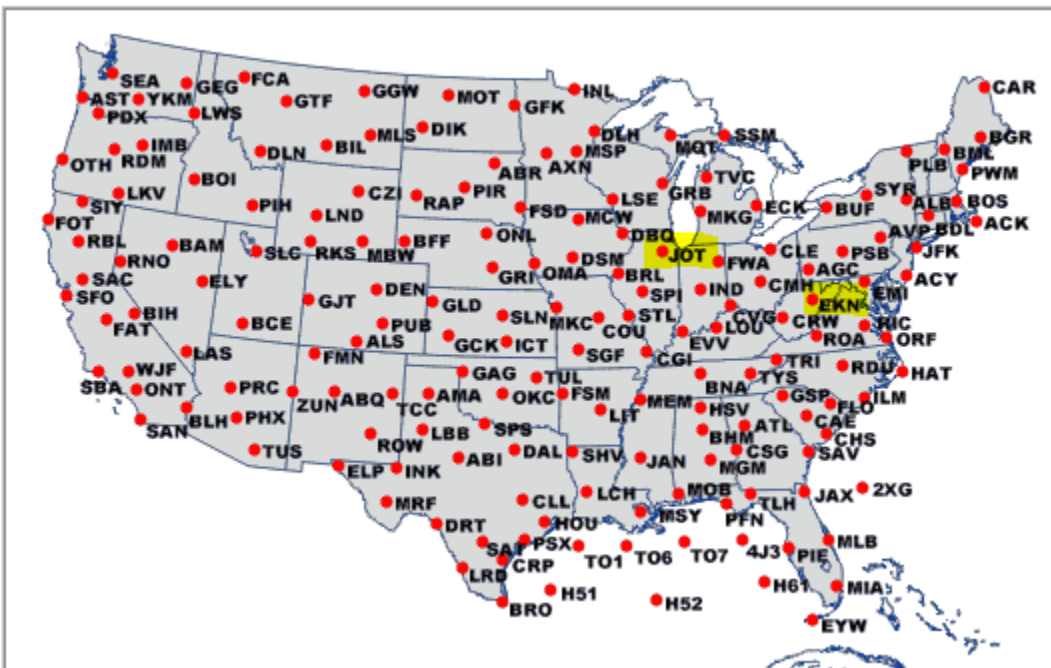 SEA
GEG
FCA
GGW
MOT
GFK
INL
CAR
AST
YKM
LWS
GTF
PDX
MLS
DIK
DLH
MQT
SSM
BGR
IMB
RDM
OTH
DLN
BIL
ABR
AXN
MSP
PLB
BML
PWM
BOI
LKV
SIY
PIH
CZI
RAP
PIR
LSE
GRB
TVC
SYR
ALB
BOS
FOT
LND
FSD
MCW
MKG
ECK
BUF
ACK
RBL
BAM
SLC
RKS
MBW
BFF
ONL
DBQ
AVP
BDL
JOT
CLE
PSB
JFK
RNO
SAC
ELY
GRI
OMA
DSM
BRL
FWA
AGC
ACY
SFO
GJT
DEN
GLD
SPI
IND
CMH
EMI
EKN
BIH
FAT
BCE
PUB
SLN
MKC
COU
STL
CVG
CRW
RIC
ALS
GCK
ICT
EVV
LOU
ROA
ORF
LAS
FMN
SGF
CGI
TRI
RDU
HAT
WJF
SBA
ONT
PRC
ZUN
ABQ
TCC
GAG
AMA
TUL
OKC
FSM
MEM
BNA
TYS
GSP
ILM
SAN
BLH
PHX
LBB
SPS
LIT
HSV
ATL
FLO
CAE
TUS
ROW
ABI
DAL
SHV
JAN
BHM
CSG
CHS
SAV
ELP
INK
MGM
MRF
CLL
LCH
MOB
TLH
JAX
2XG
DRT
HOU
MSY
PFN
SAT
PSX
TO1
TO6
TO7
4J3
PIE
MLB
LRD
CRP
H51
H52
H61
MIA
BRO
EYW